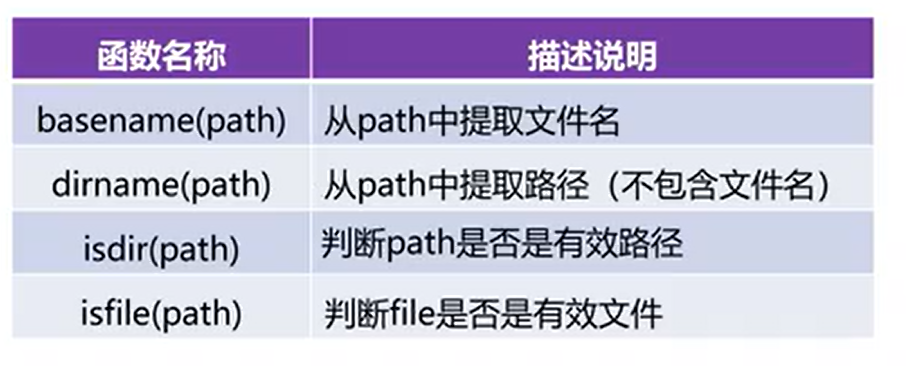 函数名称 描述说明
basename(path) 从path中提取文件名
dirname(path) 从path中提取路径（不包含文件名）
isdir(path) 判断path是否是有效路径
isfile(path) 判断file是否是有效文件